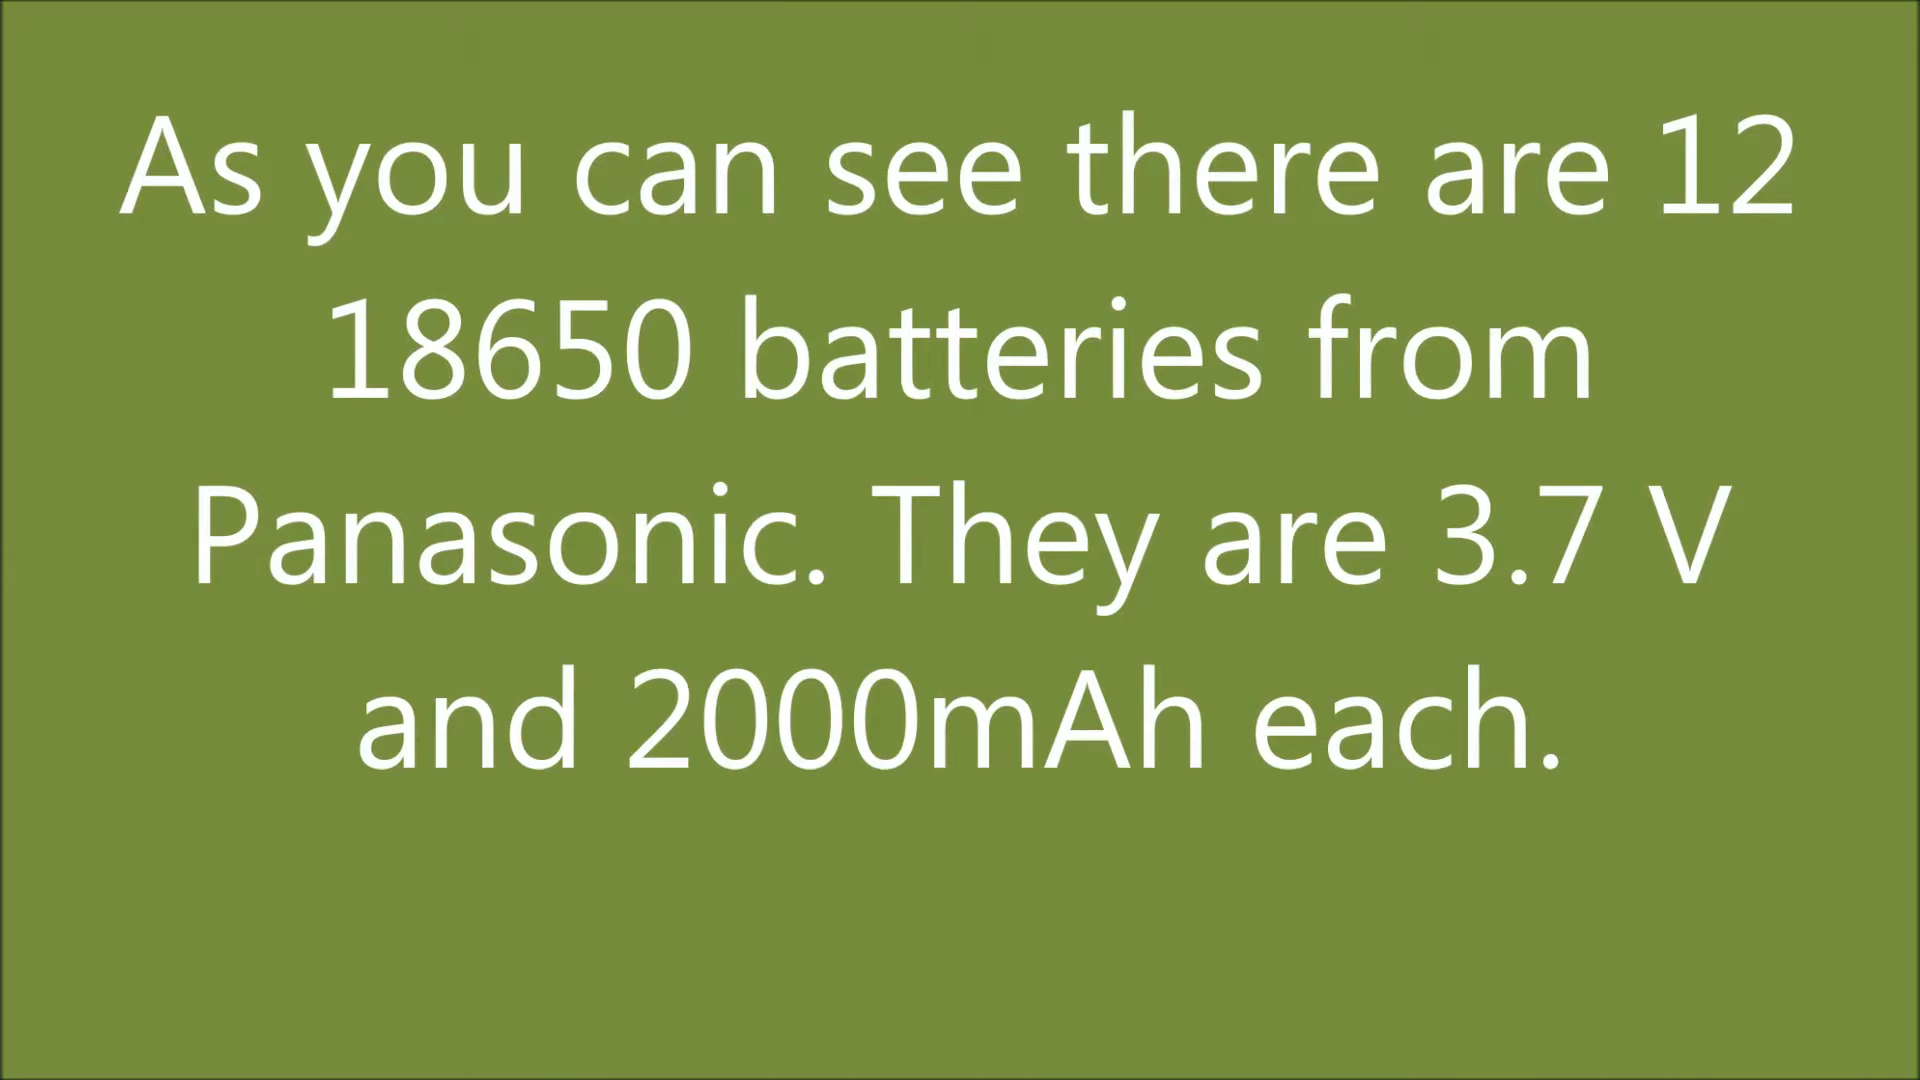 As you can see there are 12
18650 batteries from
Panasonic. They are 3.7 V
and 2000mAh each.